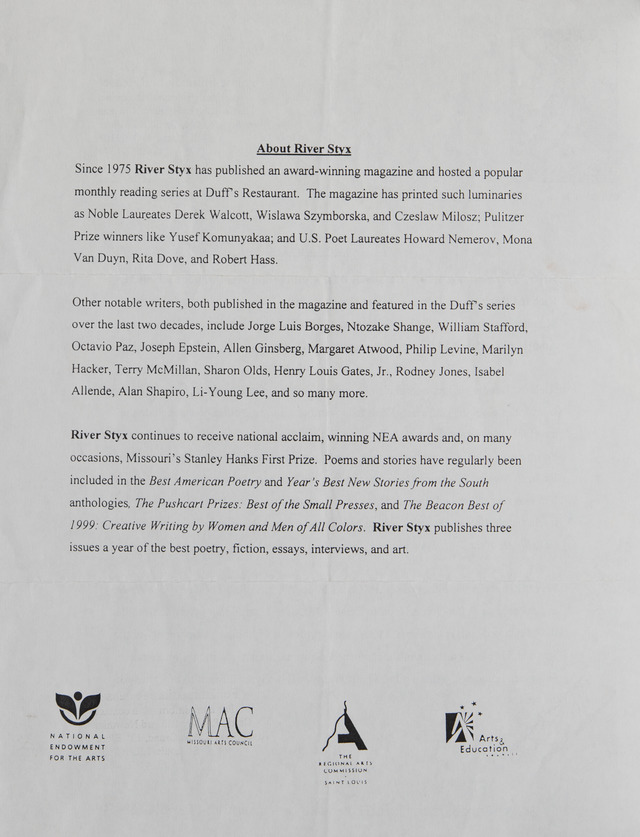 About River Styx
Since 1975 River Styx has published an award-winning magazine and hosted a popular
monthly reading series at Duff's Restaurant. The magazine has printed such luminaries
as Noble Laureates Derek Walcott, Wislawa Szymborska, and Czeslaw Milosz; Pulitzer
Prize winners like Yusef Komunyakaa; and U.S. Poet Laureates Howard Nemerov, Mona
Van Duyn, Rita Dove, and Robert Hass.
Other notable writers, both published in the magazine and featured in the Duff's series
over the last two decades, include Jorge Luis Borges, Ntozake Shange, William Stafford,
Octavio Paz, Joseph Epstein, Allen Ginsberg, Margaret Atwood, Philip Levine, Marilyn
Hacker, Terry McMillan, Sharon Olds, Henry Louis Gates, Jr., Rodney Jones, Isabel
Allende, Alan Shapiro, Li-Young Lee, and so many more.
River Styx continues to receive national acclaim, winning NEA awards and, on many
occasions, Missouri's Stanley Hanks First Prize. Poems and stories have regularly been
included in the Best American Poetry and Year's Best New Stories from the South
anthologies, The Pushcart Prizes: Best of the Small Presses, and The Beacon Best of
1999: Creative Writing by Women and Men of All Colors. River Styx publishes three
issues a year of the best poetry, fiction, essays, interviews, and art.
NATIONAL
ENDOWMENT
FOR THE ARTS
MAC
MISSOURI ARTS COUNCIL
THE
REGIONAL ARTS
COMMISSION
SAINT LOUIS
Arts &
Education